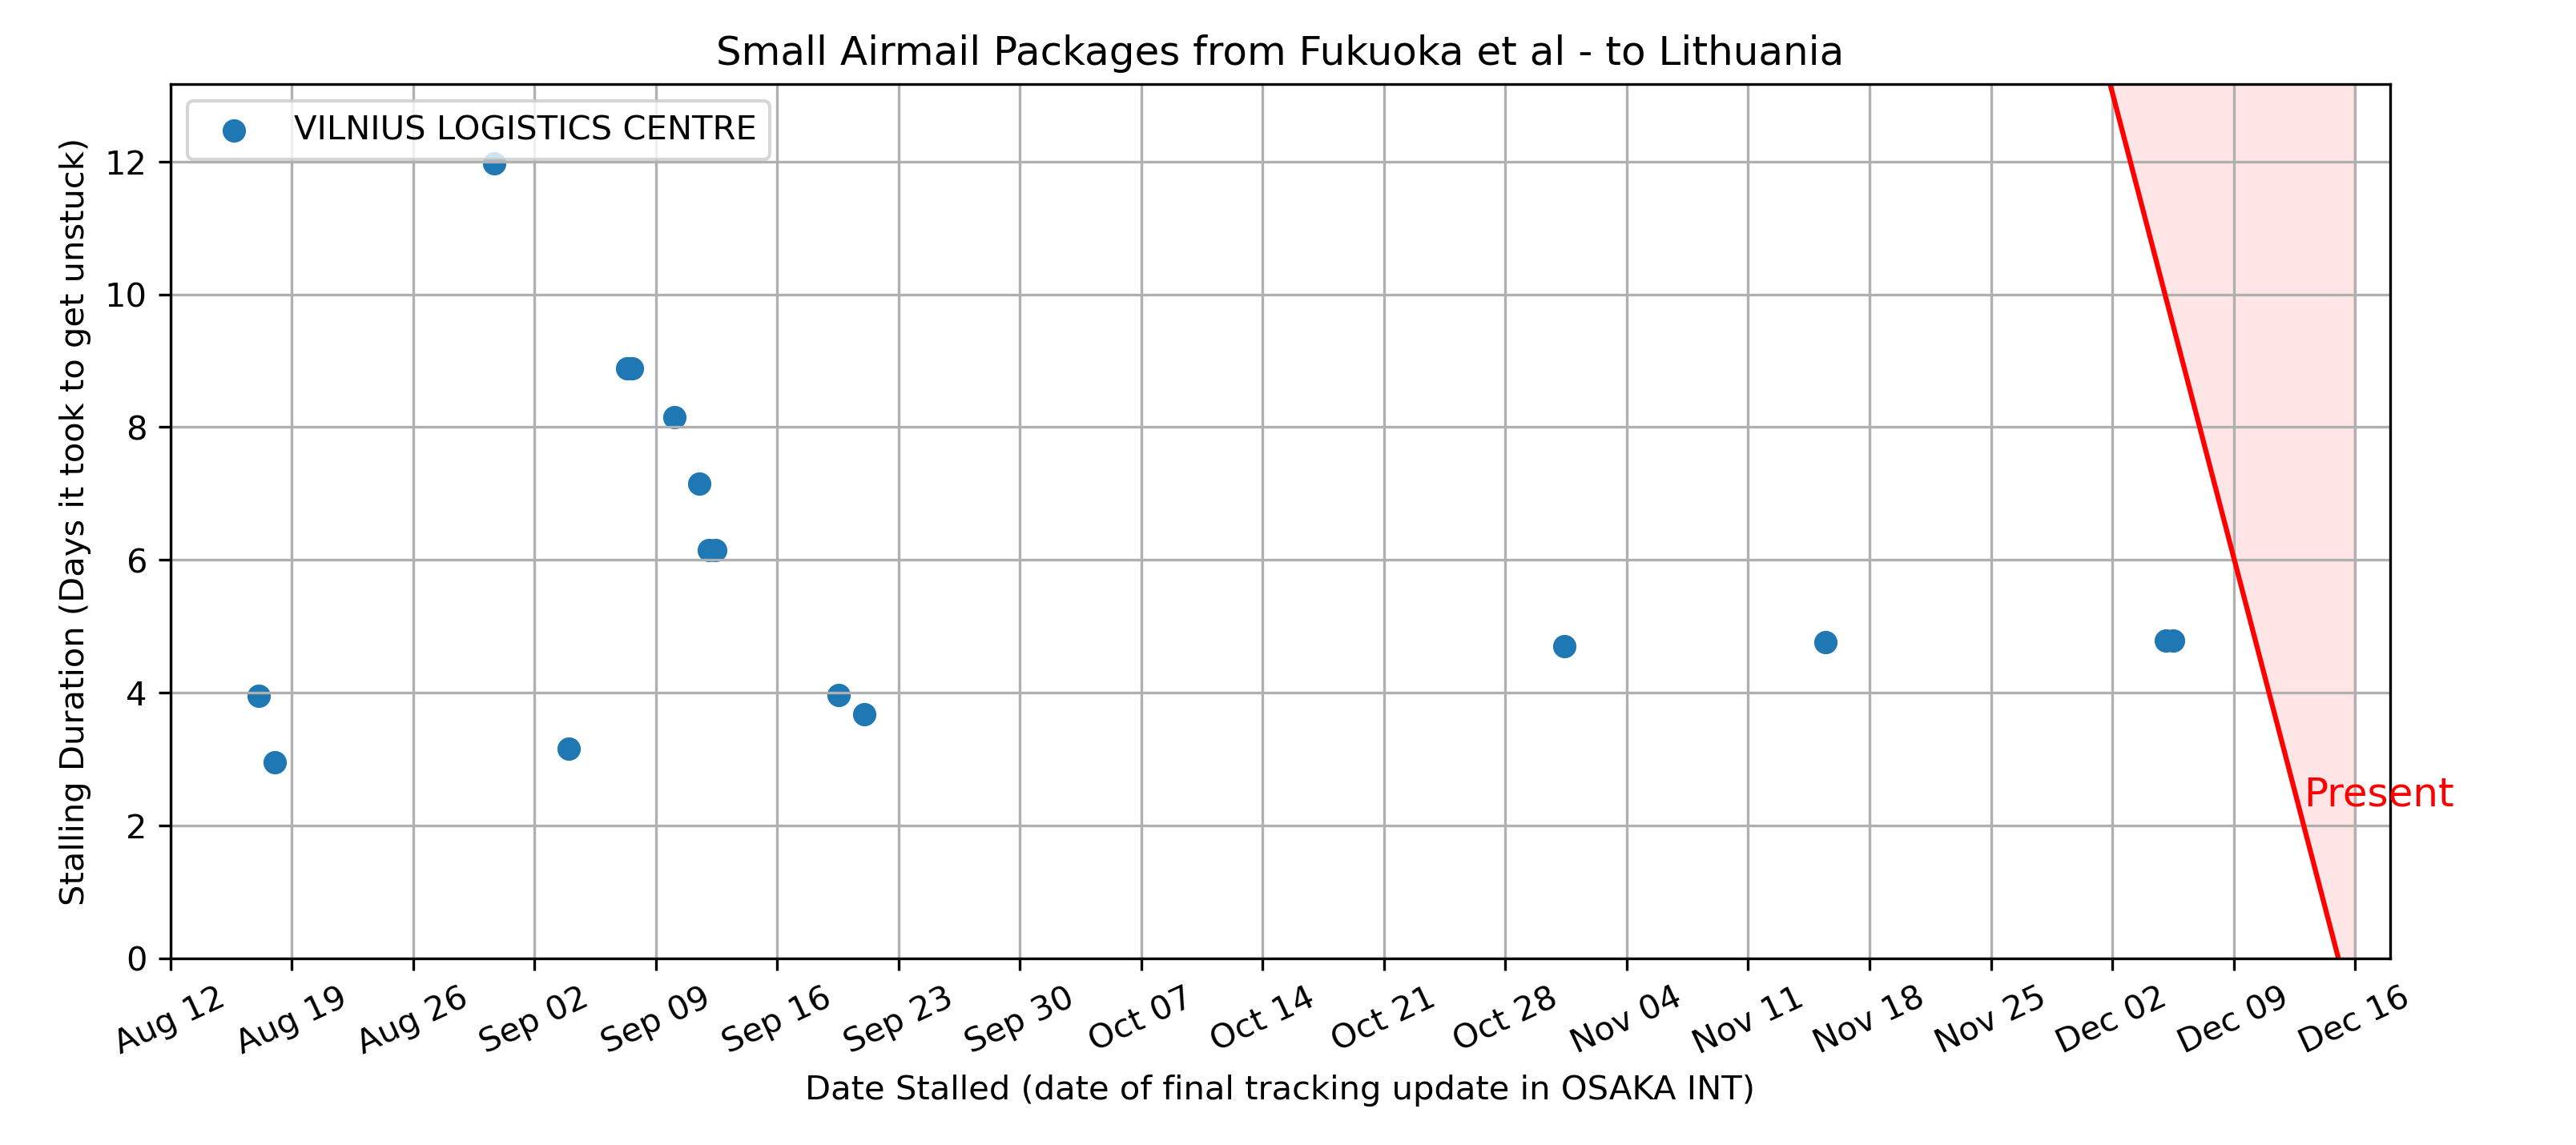 Small Airmail Packages from Fukuoka et al - to Lithuania
VILNIUS LOGISTICS CENTRE
Stalling Duration (Days it took to get unstuck)
12
10
8
6
4
2
0
Present
Aug 12
Aug 19
Aug 26
Sep 02
Sep 09
Sep 16
Sep 23
Sep 30
Oct 07
Oct 14
Oct 21
Oct 28
Nov 04
Nov 11
Nov 18
Nov 25
Dec 02
Dec 09
Dec 16
Date Stalled (date of final tracking update in OSAKA INT)